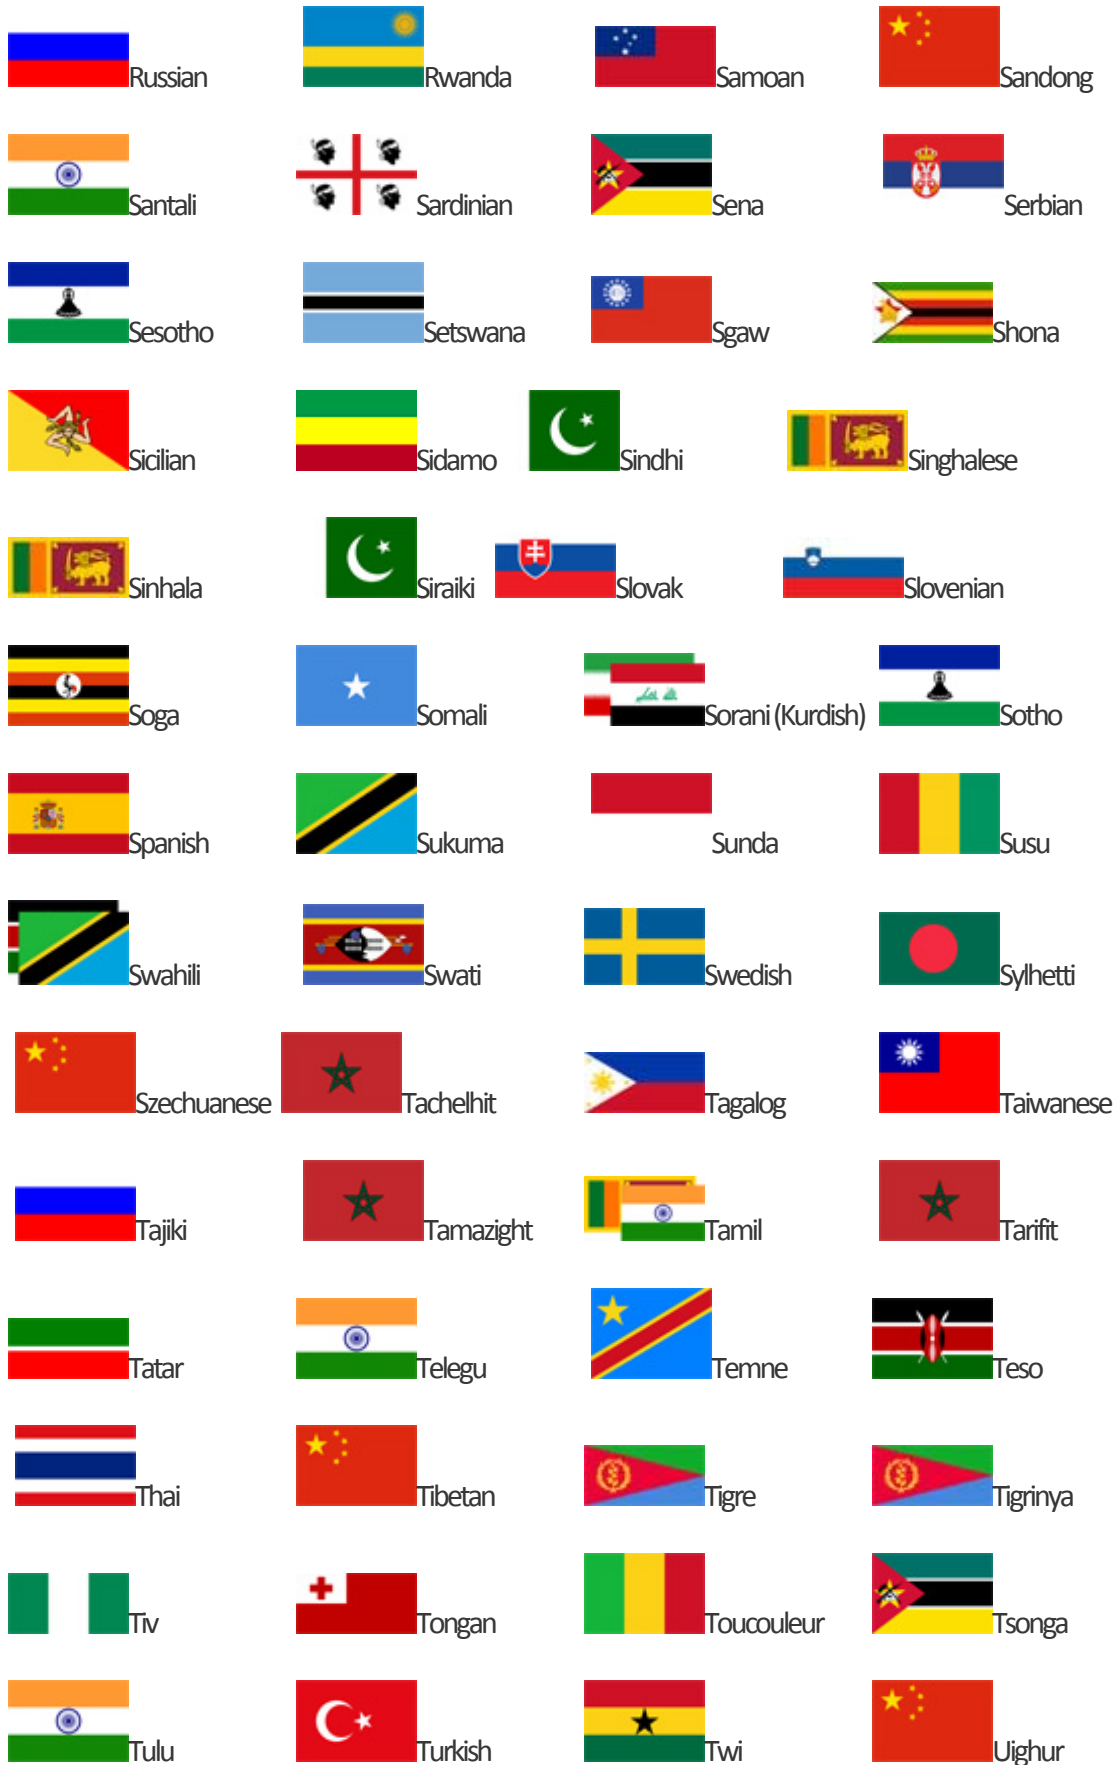 Russian Rwanda Samoan Sandong
Santali Sardinian Sena Serbian
Sesotho Setswana Sgaw Shona
Sicilian Sidamo Sindhi Singhalese
Sinhala Siraiki Slovak Slovenian
Soga Somali Sorani (Kurdish) Sotho
Spanish Sukuma Sunda Susu
Swahili Swati Swedish Sylhetti
Szechuanese Tachelhit Tagalog Taiwanese
Tajiki Tamazight Tamil Tarifit
Tatar Telegu Temne Teso
Thai Tibetan Tigre Tigrinya
Tiv Tongan Toucouleur Tsonga
Tulu Turkish Twi Uighur